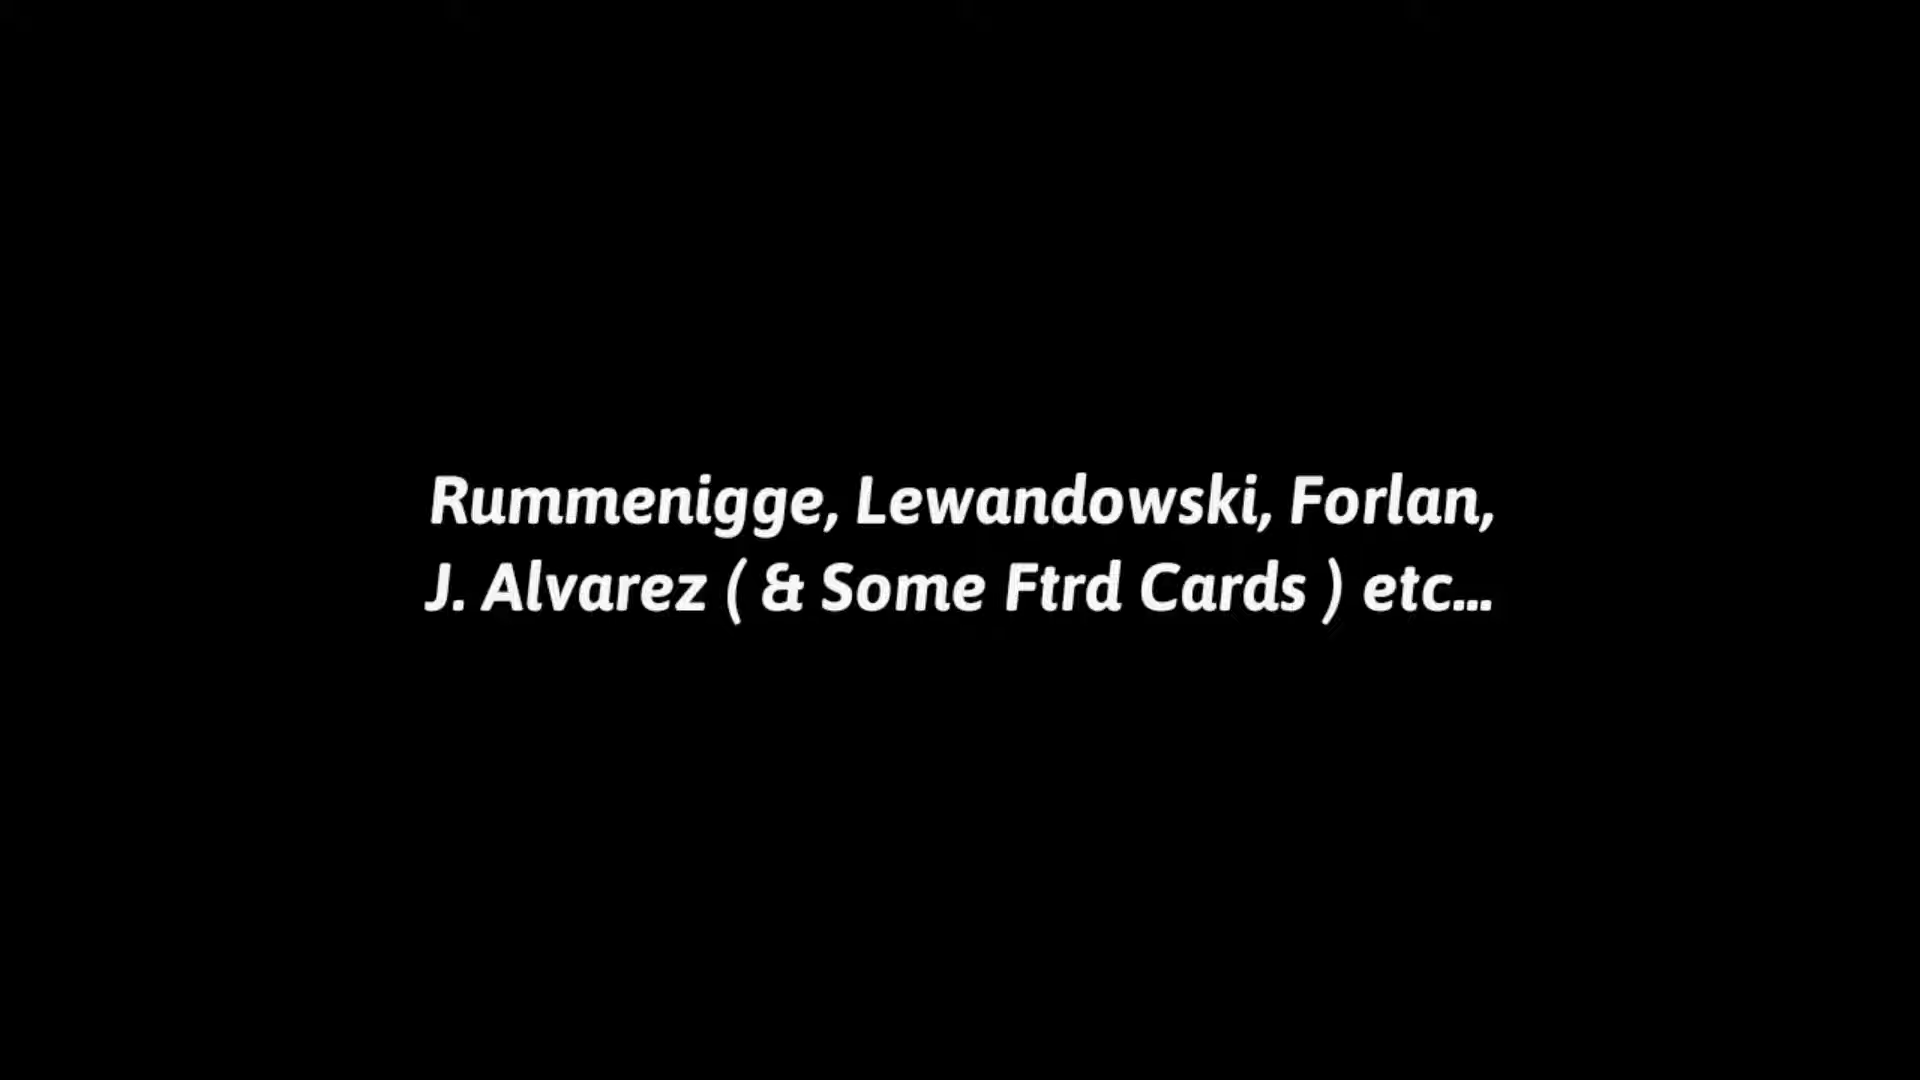 Rummenigge, Lewandowski, Forlan,
J. Alvarez ( & Some Ftrd Cards ) etc...